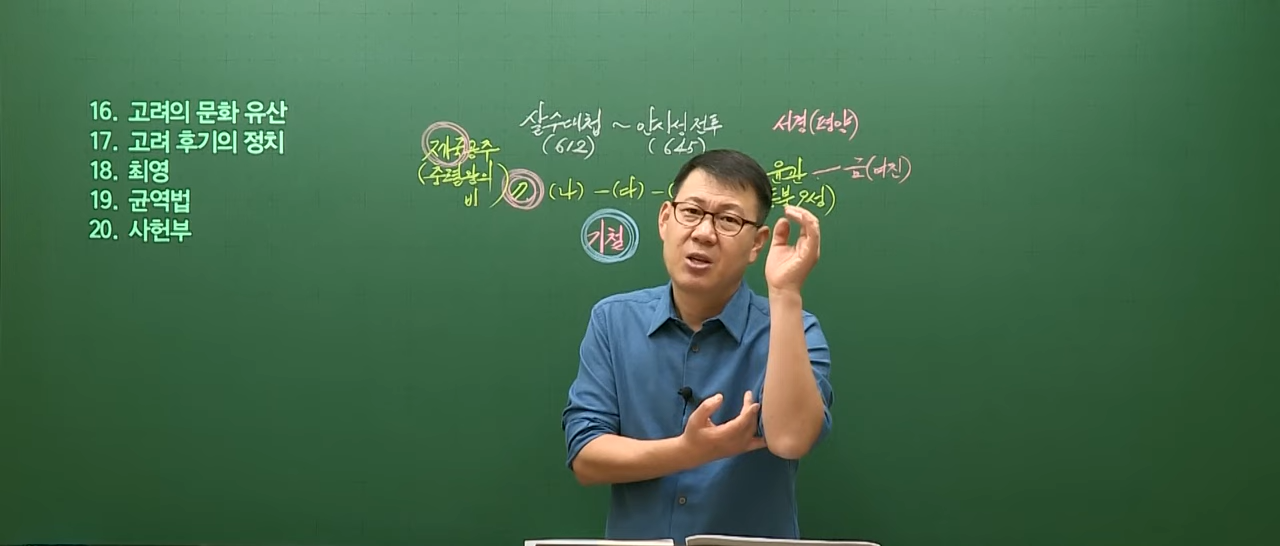 16. 고려의 문화 유산
17. 고려 후기의 정치
18. 최영
19. 균역법
20. 사헌부
살수대첩 ~ 안시성 전투
(612) (645)
서경(평양)
제국공주
(충렬왕의
비)
(나) - (다) -
윤관 - 금(여진)
동북9성)
기철